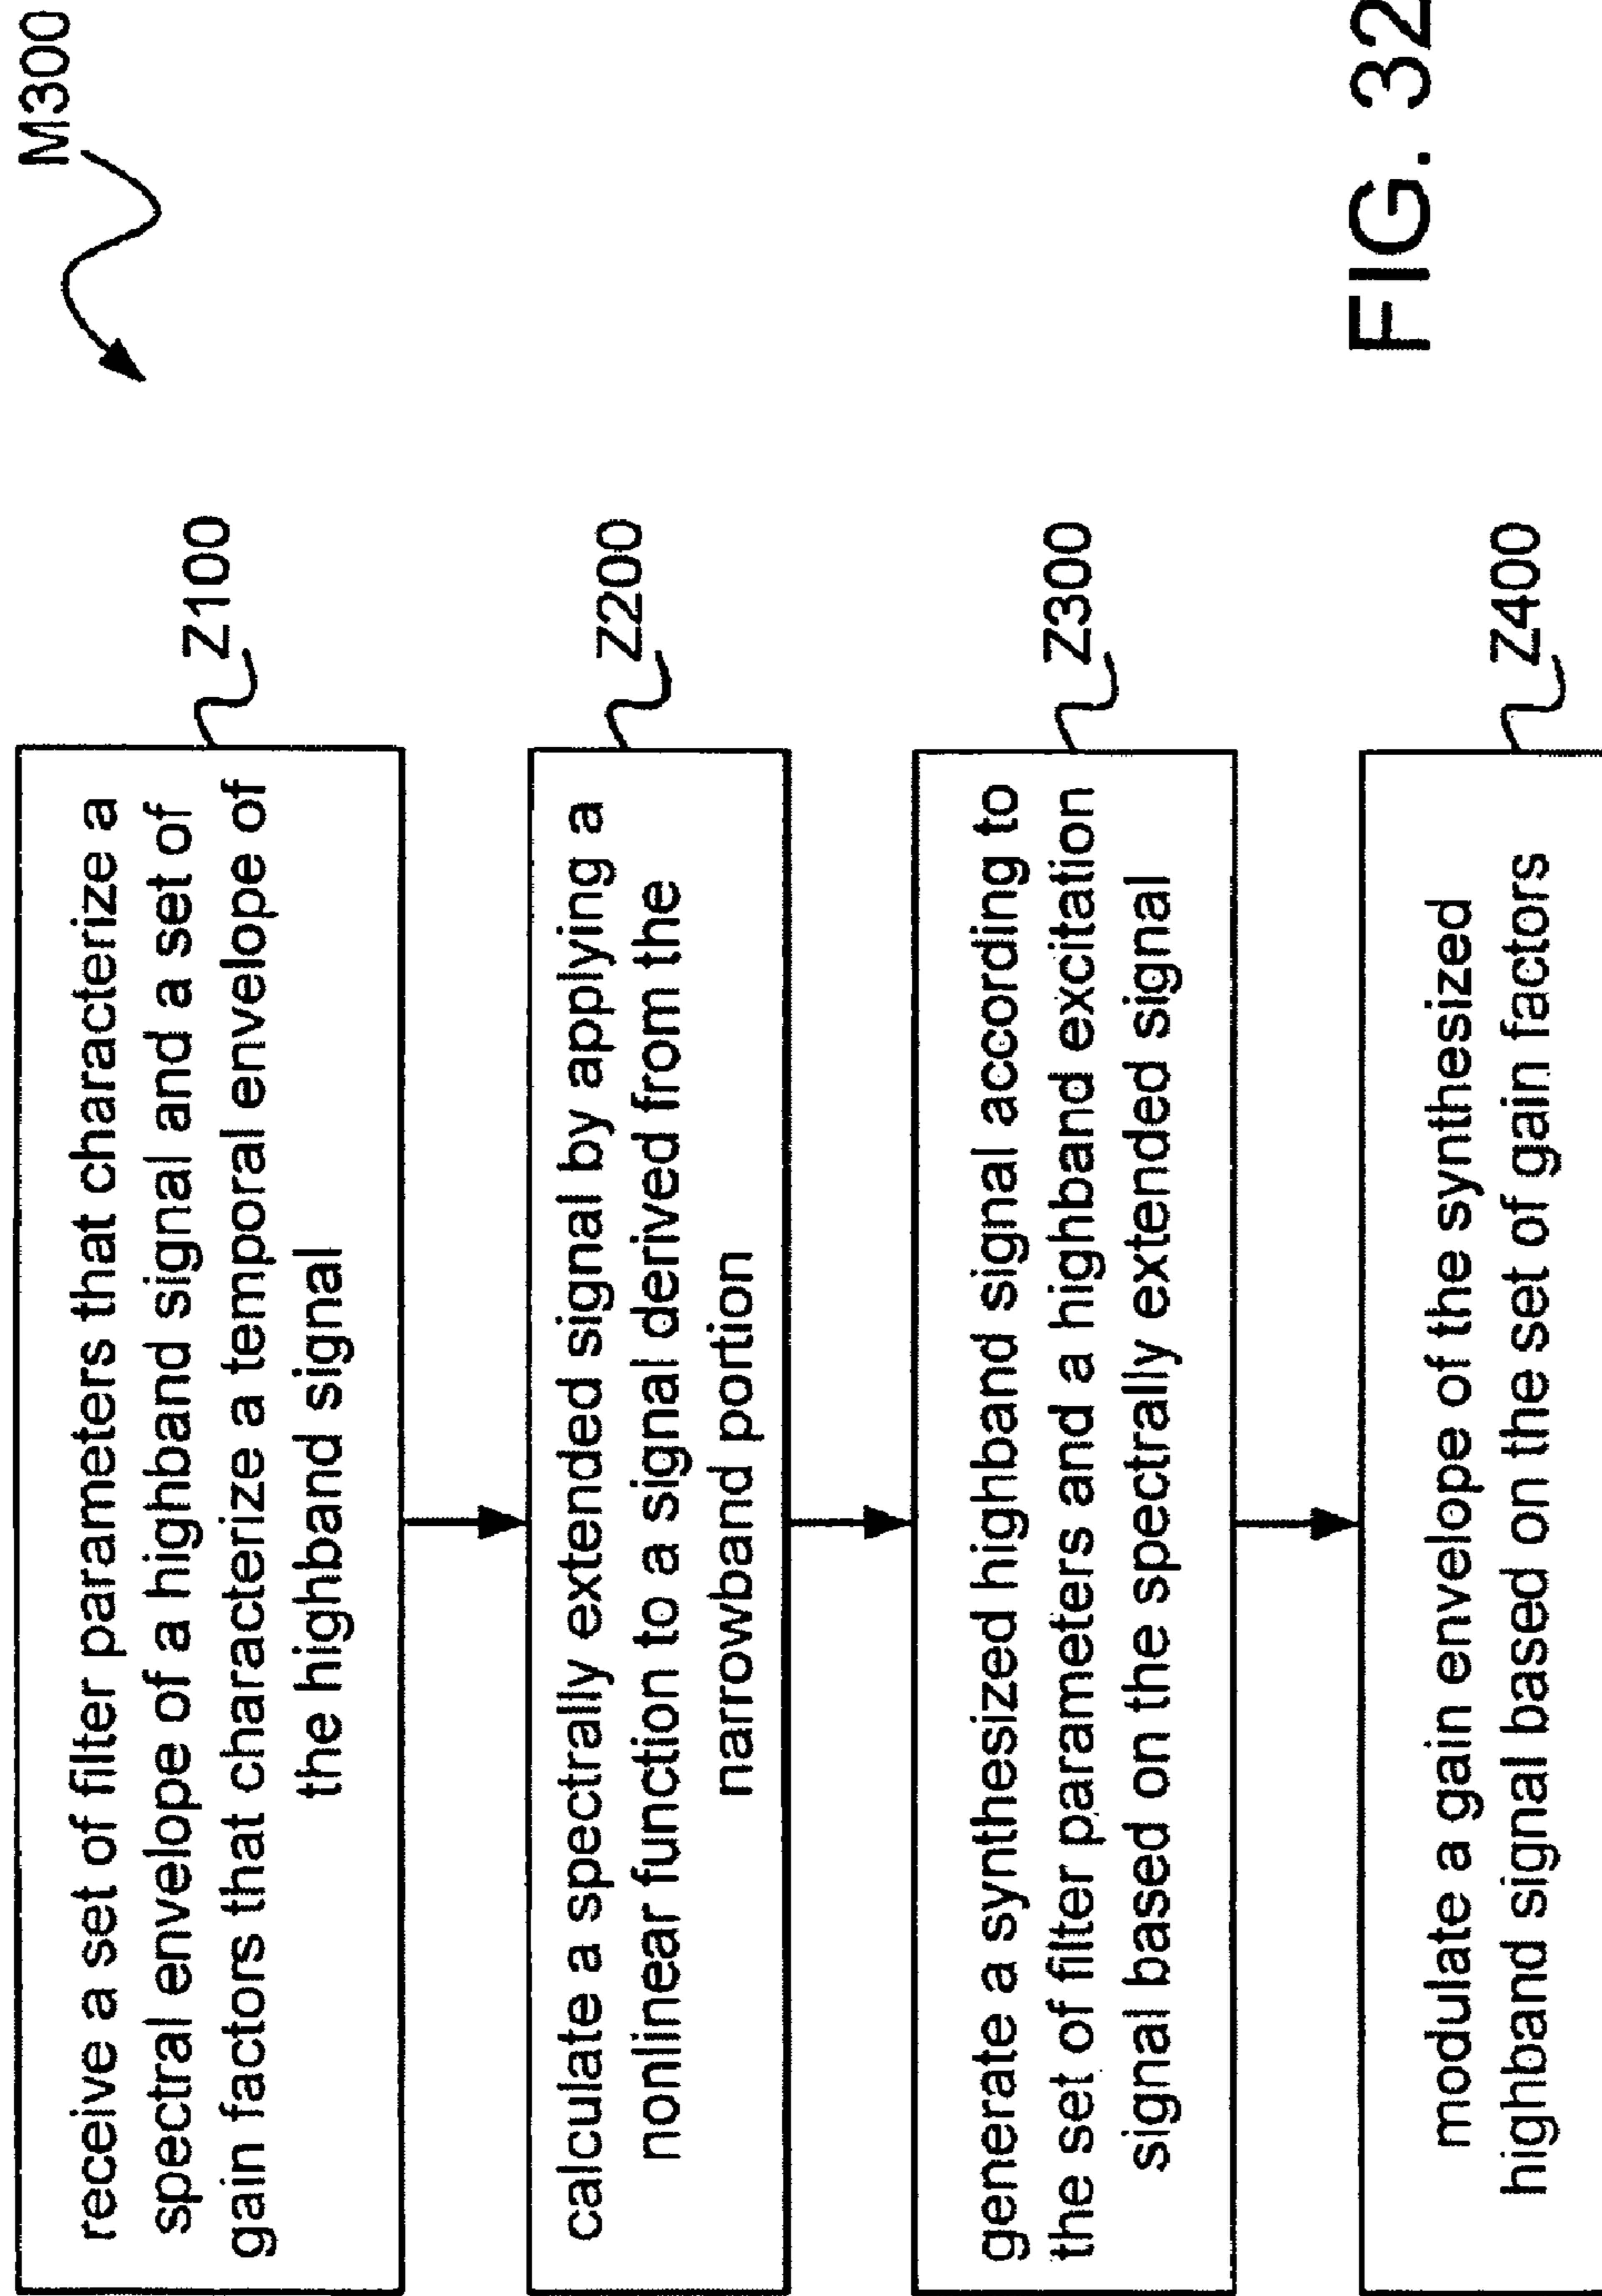 M300
receive a set of filter parameters that characterize a
spectral envelope of a highband signal and a set of
gain factors that characterize a temporal envelope of
the highband signal
Z100
calculate a spectrally extended signal by applying a
nonlinear function to a signal derived from the
narrowband portion
Z200
generate a synthesized highband signal according to
the set of filter parameters and a highband excitation
signal based on the spectrally extended signal
Z300
modulate a gain envelope of the synthesized
highband signal based on the set of gain factors
Z400
FIG. 32